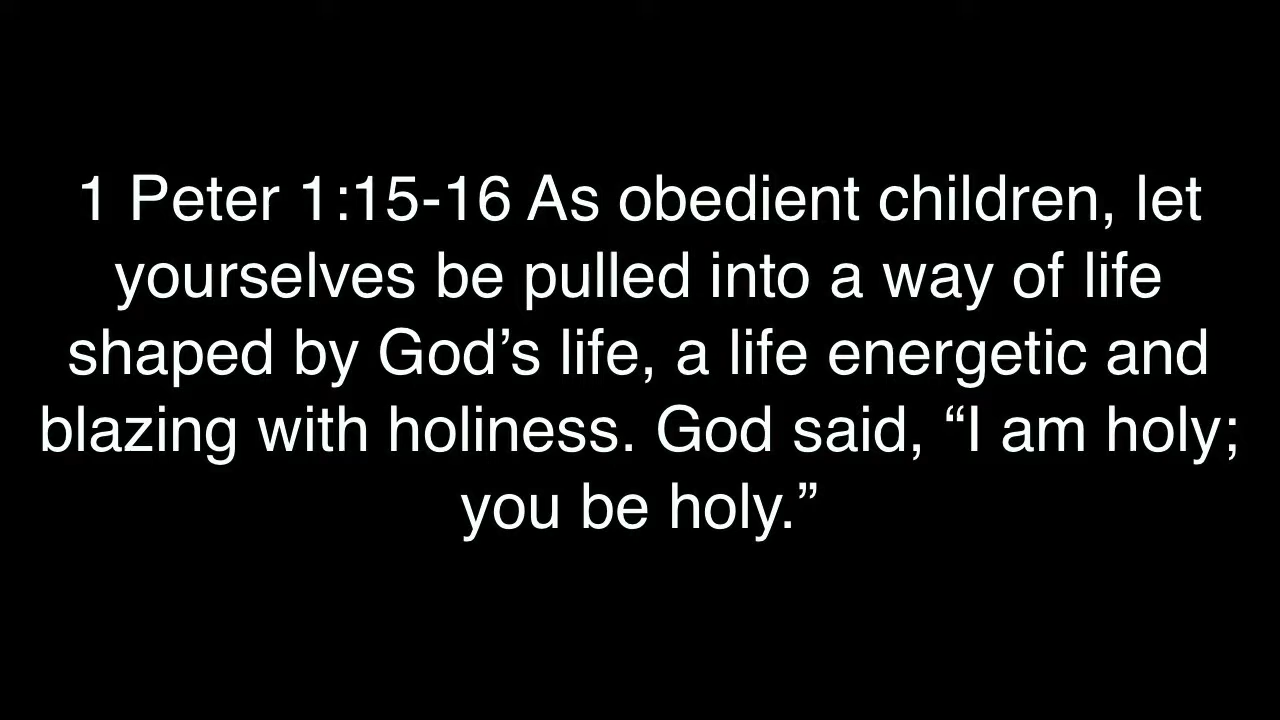 1 Peter 1:15-16 As obedient children, let
yourselves be pulled into a way of life
shaped by God’s life, a life energetic and
blazing with holiness. God said, “I am holy;
you be holy.”